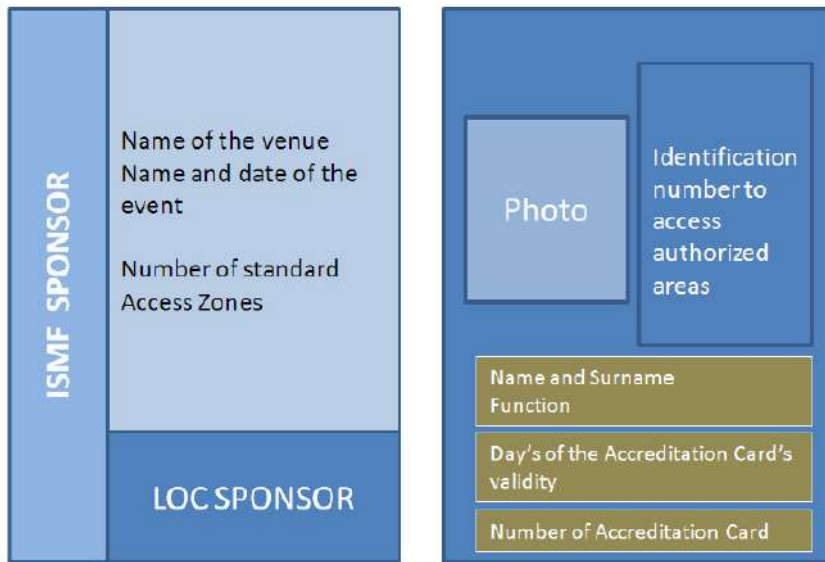 ISMF SPONSOR
Name of the venue
Name and date of the
event
Number of standard
Access Zones
LOC SPONSOR
Photo
Identification
number to
access
authorized
areas
Name and Surname
Function
Day's of the Accreditation Card's
validity
Number of Accreditation Card